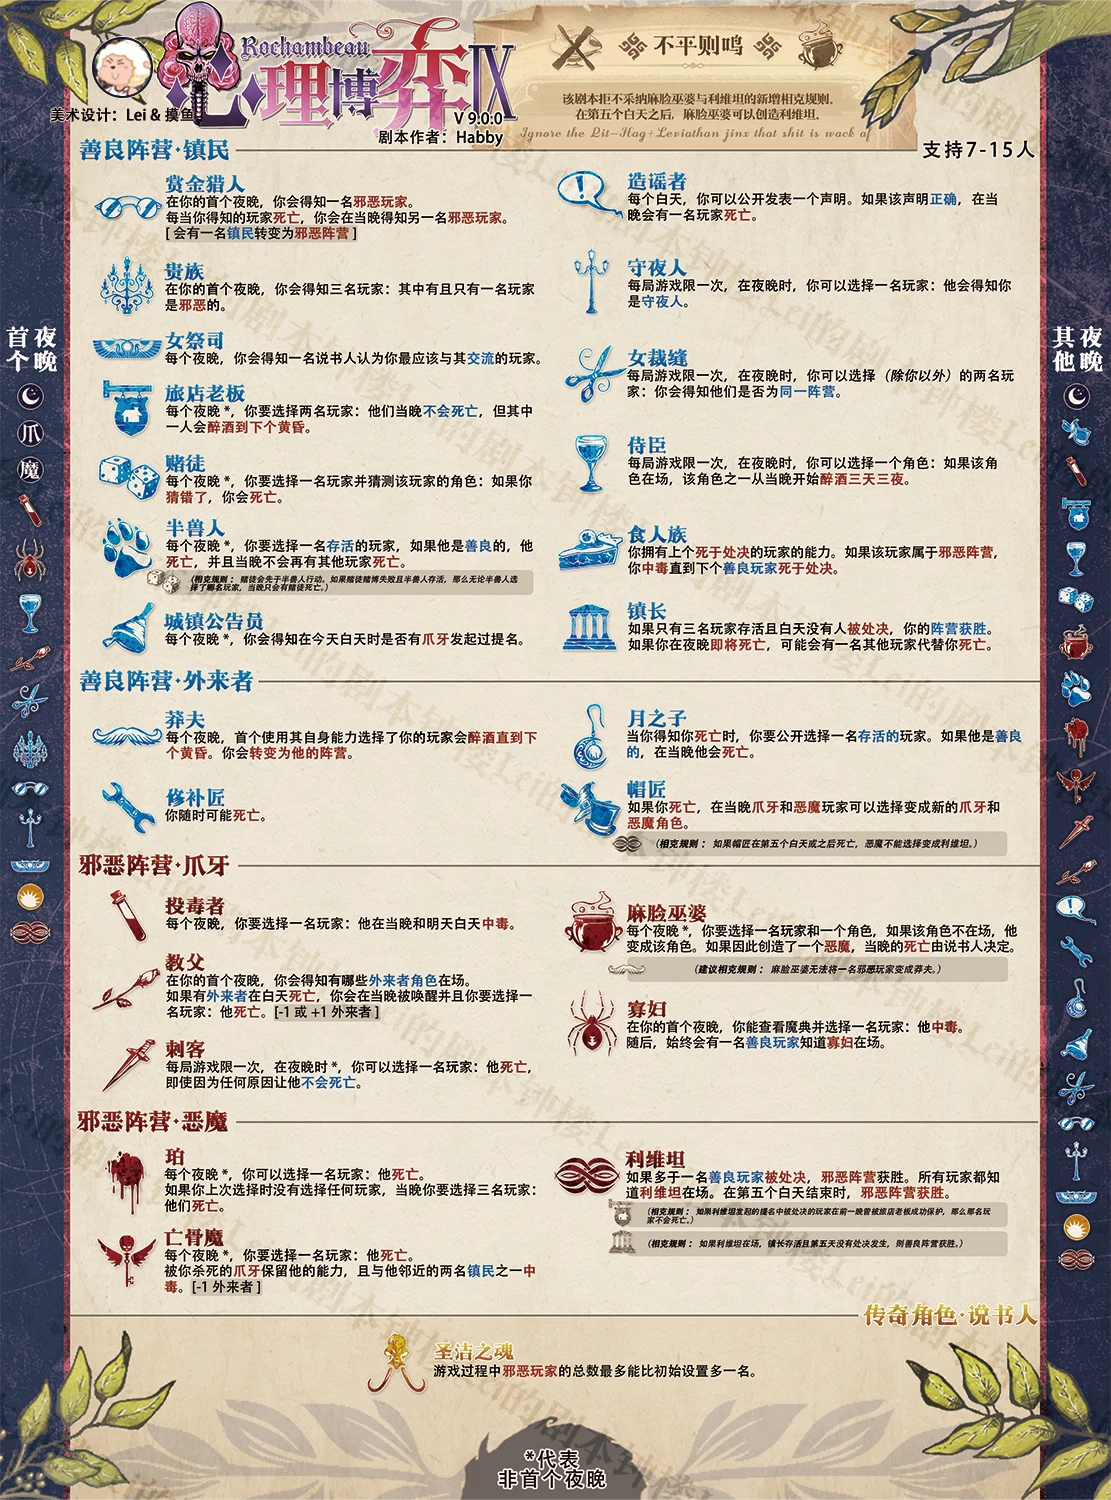 Rochambeau
心理博弈IX
V 9.0.0
美术设计：Lei & 摸鱼
剧本作者：Habby
不平则鸣
该剧本拒不采纳麻脸巫婆与利维坦的新增相克规则。
在第五个白天之后，麻脸巫婆可以创造利维坦。
Ignore the Pit-Hag+Leviathan jinx that shit is wack af
善良阵营·镇民
支持7-15人
赏金猎人
在你的首个夜晚，你会得知一名邪恶玩家。
每当你得知的玩家死亡，你会在当晚得知另一名邪恶玩家。
[会有一名镇民转变为邪恶阵营]
贵族
在你的首个夜晚，你会得知三名玩家：其中有且只有一名玩家
是邪恶的。
女祭司
每个夜晚，你会得知一名说书人认为你最应该与其交流的玩家。
旅店老板
每个夜晚*，你要选择两名玩家：他们当晚不会死亡，但其中
一人会醉酒到下个黄昏。
赌徒
每个夜晚*，你要选择一名玩家并猜测该玩家的角色：如果你
猜错了，你会死亡。
半兽人
每个夜晚*，你要选择一名存活的玩家，如果他是善良的，他
死亡，并且当晚不会再有其他玩家死亡。
（相克规则：赌徒会先于半兽人行动。如果赌徒赌博失败且半兽人存活，那么无论半兽人选
择了哪名玩家，当晚只会有赌徒死亡。）
城镇公告员
每个夜晚*，你会得知在今天白天时是否有爪牙发起过提名。
造谣者
每个白天，你可以公开发表一个声明。如果该声明正确，在当
晚会有一名玩家死亡。
守夜人
每局游戏限一次，在夜晚时，你可以选择一名玩家：他会得知你
是守夜人。
女裁缝
每局游戏限一次，在夜晚时，你可以选择（除你以外）的两名玩
家：你会得知他们是否为同一阵营。
侍臣
每局游戏限一次，在夜晚时，你可以选择一个角色：如果该角
色在场，该角色之一从当晚开始醉酒三天三夜。
食人族
你拥有上个死于处决的玩家的能力。如果该玩家属于邪恶阵营，
你中毒直到下个善良玩家死于处决。
镇长
如果只有三名玩家存活且白天没有人被处决，你的阵营获胜。
如果你在夜晚即将死亡，可能会有一名其他玩家代替你死亡。
善良阵营·外来者
莽夫
每个夜晚，首个使用其自身能力选择了你的玩家会醉酒直到下
个黄昏。你会转变为他的阵营。
修补匠
你随时可能死亡。
月之子
当你得知你死亡时，你要公开选择一名存活的玩家。如果他是善良
的，在当晚他会死亡。
帽匠
如果你死亡，在当晚爪牙和恶魔玩家可以选择变成新的爪牙和
恶魔角色。
（相克规则：如果帽匠在第五个白天或之后死亡，恶魔不能选择变成利维坦。）
邪恶阵营·爪牙
投毒者
每个夜晚，你要选择一名玩家：他在当晚和明天白天中毒。
教父
在你的首个夜晚，你会得知有哪些外来者角色在场。
如果有外来者在白天死亡，你会在当晚被唤醒并且你要选择一
名玩家：他死亡。[-1 或 +1 外来者]
刺客
每局游戏限一次，在夜晚时*，你可以选择一名玩家：他死亡，
即使因为任何原因让他不会死亡。
麻脸巫婆
每个夜晚*，你要选择一名玩家和一个角色，如果该角色不在场，他
变成该角色。如果因此创造了一个恶魔，当晚的死亡由说书人决定。
（建议相克规则：麻脸巫婆无法将一名邪恶玩家变成莽夫。）
寡妇
在你的首个夜晚，你能查看魔典并选择一名玩家：他中毒。
随后，始终会有一名善良玩家知道寡妇在场。
邪恶阵营·恶魔
珀
每个夜晚*，你可以选择一名玩家：他死亡。
如果你上次选择时没有选择任何玩家，当晚你要选择三名玩家：
他们死亡。
亡骨魔
每个夜晚*，你要选择一名玩家：他死亡。
被你杀死的爪牙保留他的能力，且与他邻近的两名镇民之一中
毒。[-1 外来者]
利维坦
如果多于一名善良玩家被处决，邪恶阵营获胜。所有玩家都知
道利维坦在场。在第五个白天结束时，邪恶阵营获胜。
（相克规则：如果利维坦发起的提名中被处决的玩家在前一晚曾被旅店老板成功保护，那么那名玩
家不会死亡。）
（相克规则：如果利维坦在场，镇长存活且第五天没有处决发生，则善良阵营获胜。）
传奇角色·说书人
圣洁之魂
游戏过程中邪恶玩家的总数最多能比初始设置多一名。
*代表
非首个夜晚
首个夜晚
爪
魔
其他夜晚